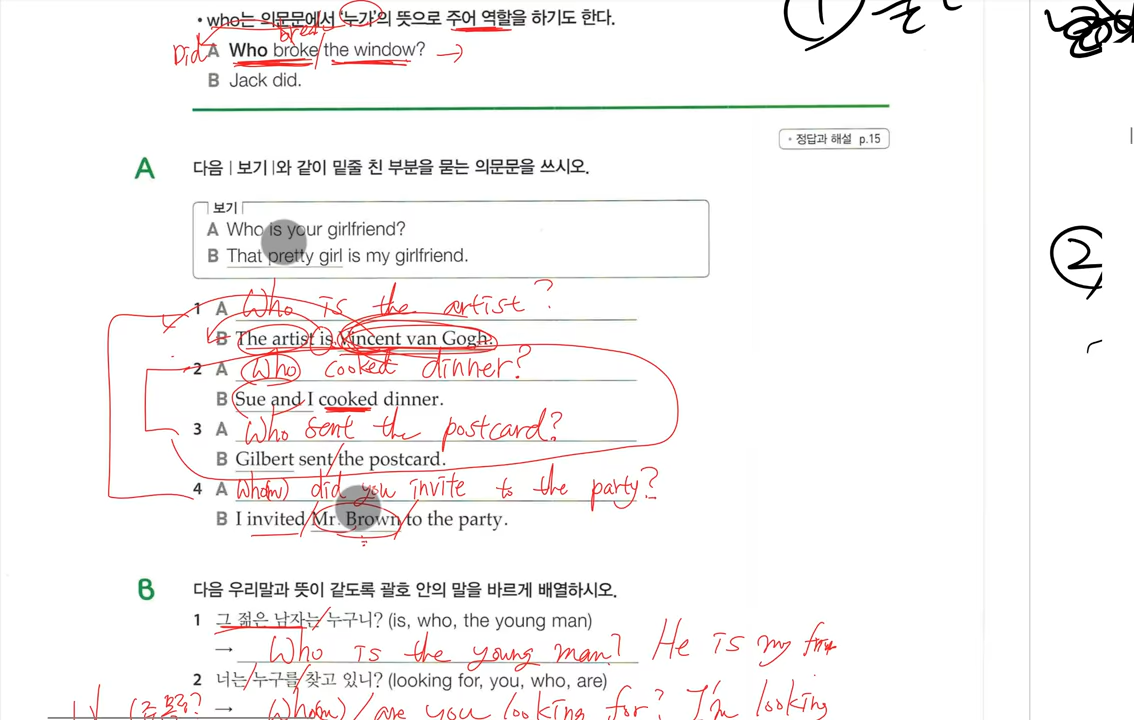 • who는 의문문에서 '누가'의 뜻으로 주어 역할을 하기도 한다.
Did A Who broke the window? →
B Jack did.
• 정답과 해설 p.15
A 다음 |보기|와 같이 밑줄 친 부분을 묻는 의문문을 쓰시오.
보기
A Who is your girlfriend?
B That pretty girl is my girlfriend.
1 A Who is the artist?
B The artist is Vincent van Gogh.
2 A Who cooked dinner?
B Sue and I cooked dinner.
3 A Who sent the postcard?
B Gilbert sent the postcard.
4 A Who(m) did you invite to the party?
B I invited Mr. Brown to the party.
B 다음 우리말과 뜻이 같도록 괄호 안의 말을 바르게 배열하시오.
1 그 젊은 남자는 누구니? (is, who, the young man)
→ Who is the young man? He is my
2 너는 누구를 찾고 있니? (looking for, you, who, are)
→ Who(m) are you looking for? I'm looking
①
②